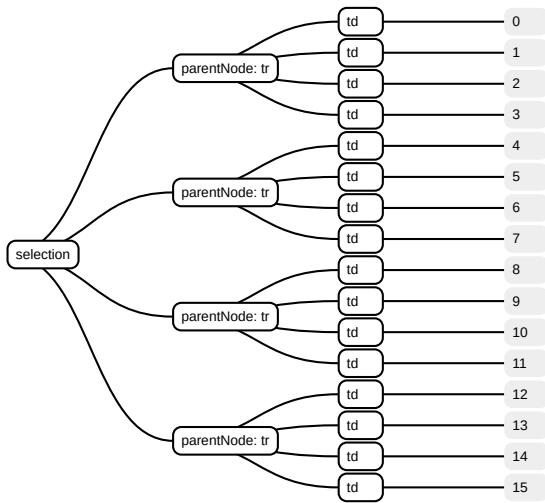 td 0
parentNode: tr td 1
td 2
td 3
td 4
parentNode: tr td 5
td 6
td 7
selection
td 8
parentNode: tr td 9
td 10
td 11
td 12
parentNode: tr td 13
td 14
td 15